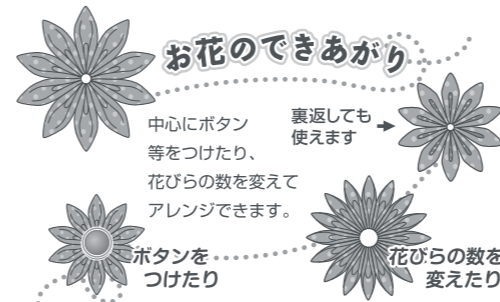 お花のできあがり
中心にボタン
等をつけたり、
花びらの数を変えて
アレンジできます。
裏返しても
使えます
ボタンを
つけたり
花びらの数を
変えたり